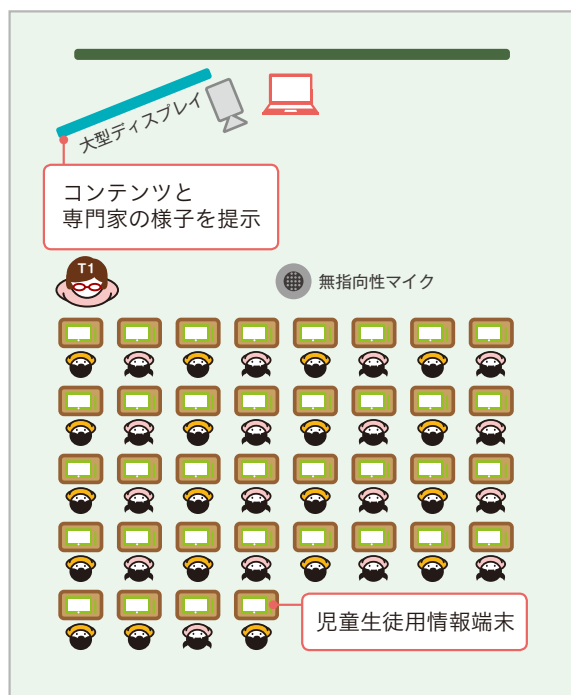 大型ディスプレイ
コンテンツと
専門家の様子を提示
T1
無指向性マイク
児童生徒用情報端末